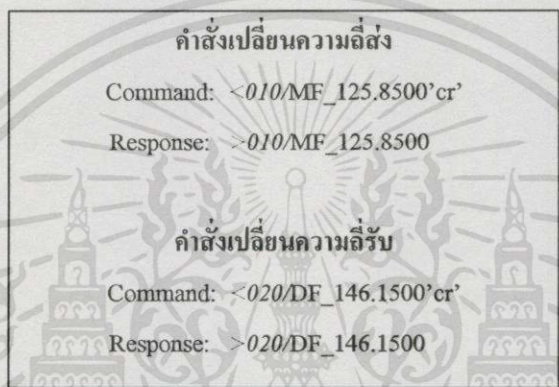 คำสั่งเปลี่ยนความถี่ส่ง
Command: <010/MF_125.8500’cr’
Response: >010/MF_125.8500
คำสั่งเปลี่ยนความถี่รับ
Command: <020/DF_146.1500’cr’
Response: >020/DF_146.1500